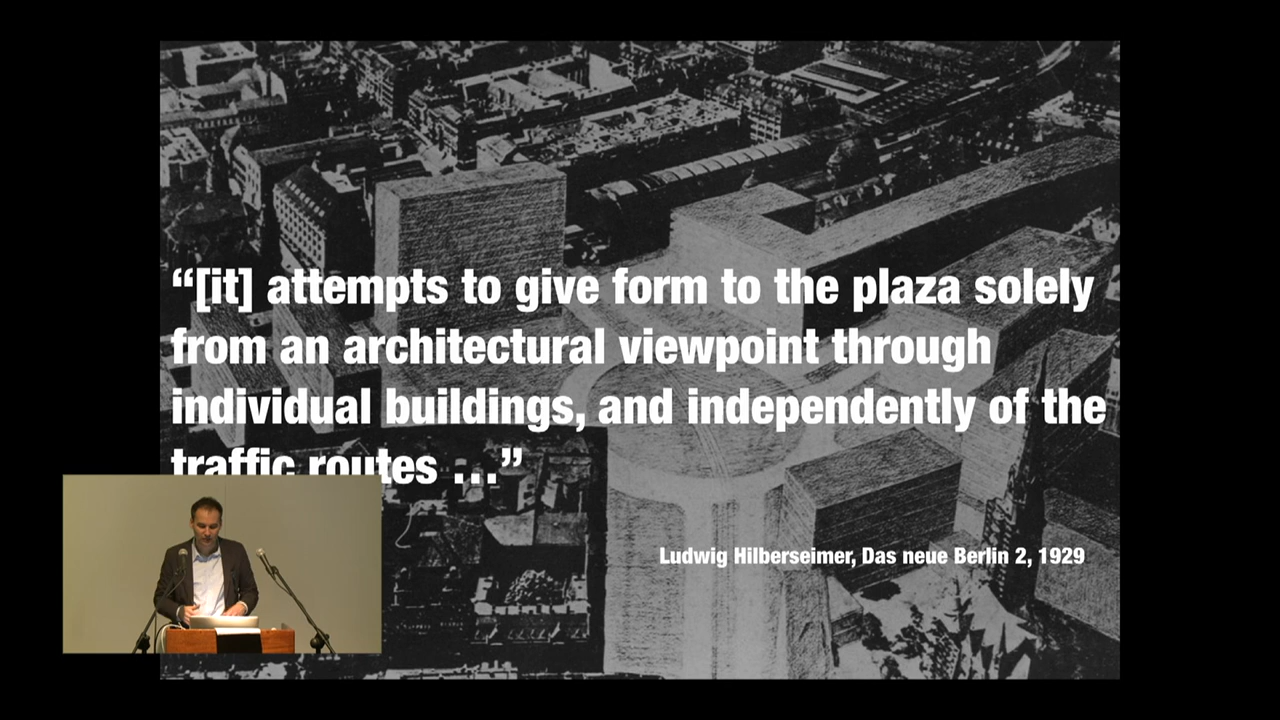 “[it] attempts to give form to the plaza solely
from an architectural viewpoint through
individual buildings, and independently of the
traffic routes …”
Ludwig Hilberseimer, Das neue Berlin 2, 1929